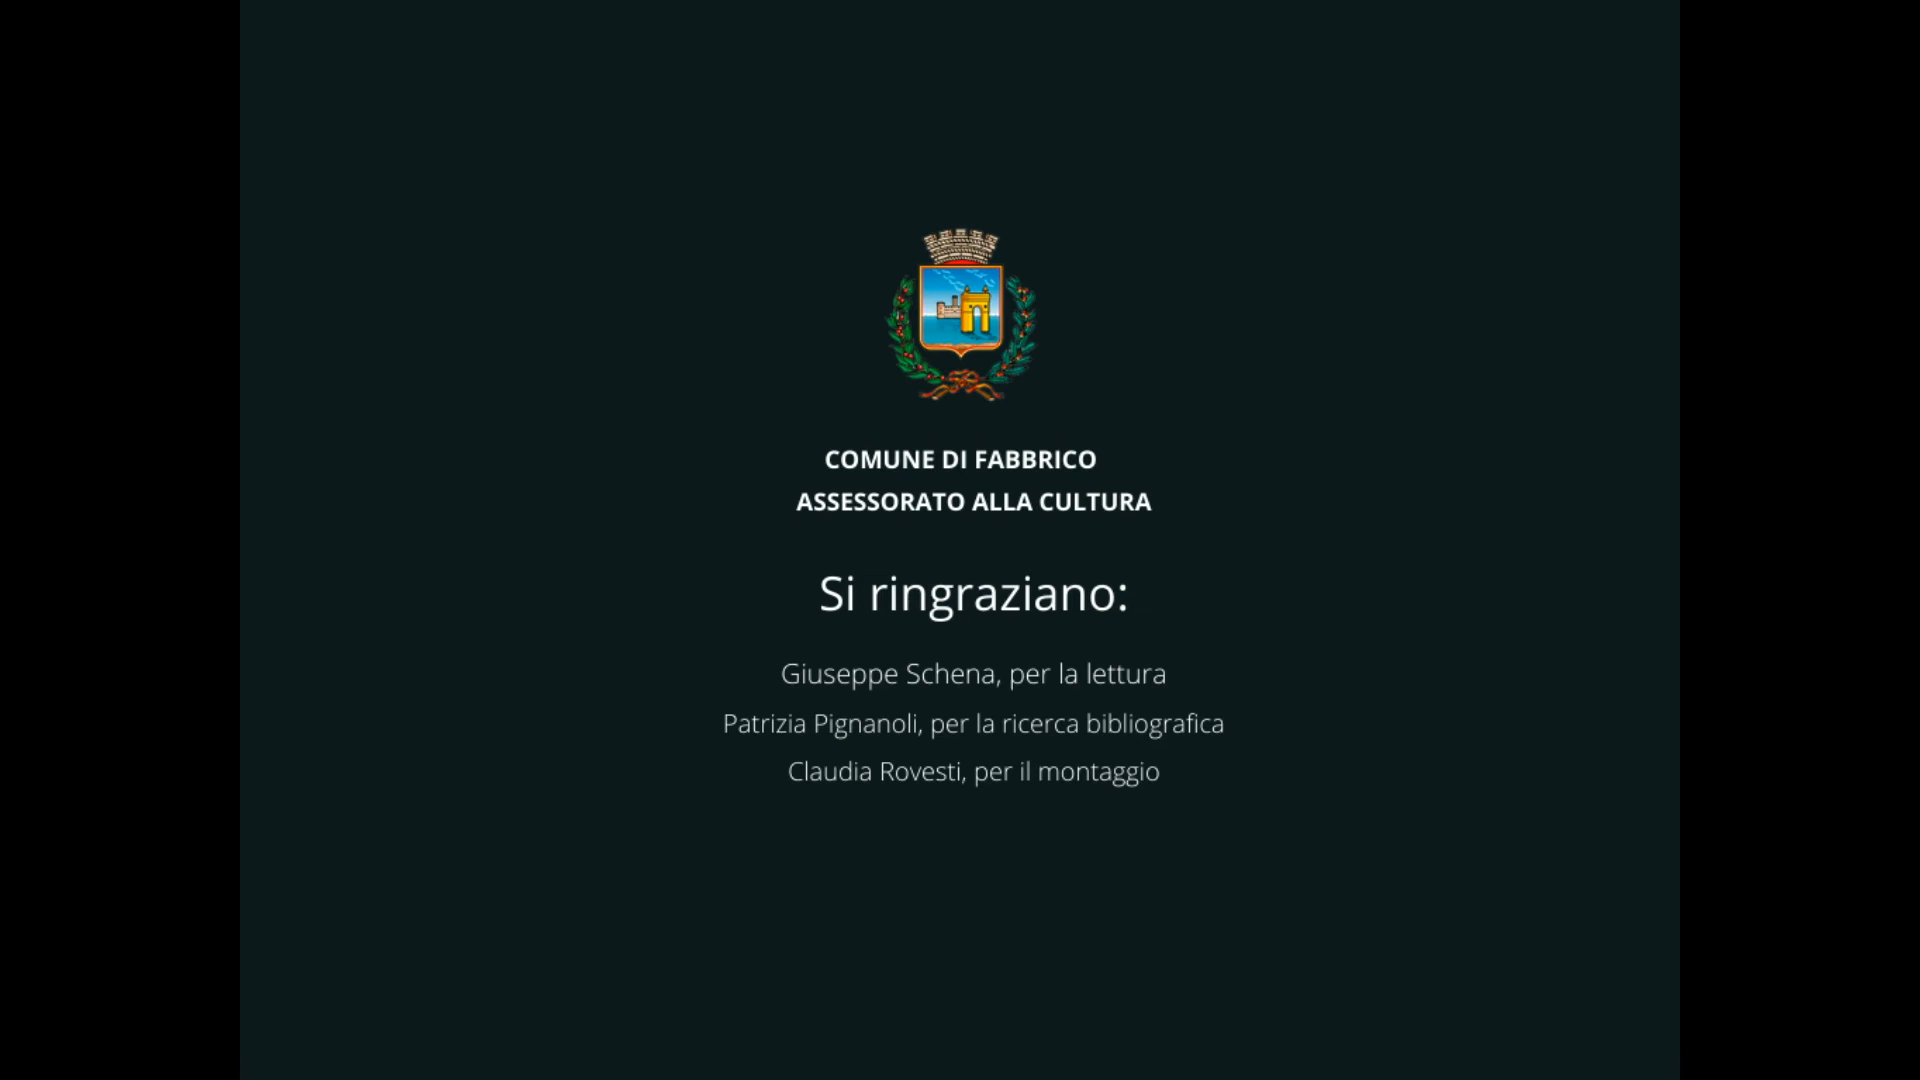 COMUNE DI FABBRICO
ASSESSORATO ALLA CULTURA
Si ringraziano:
Giuseppe Schena, per la lettura
Patrizia Pignanoli, per la ricerca bibliografica
Claudia Rovesti, per il montaggio